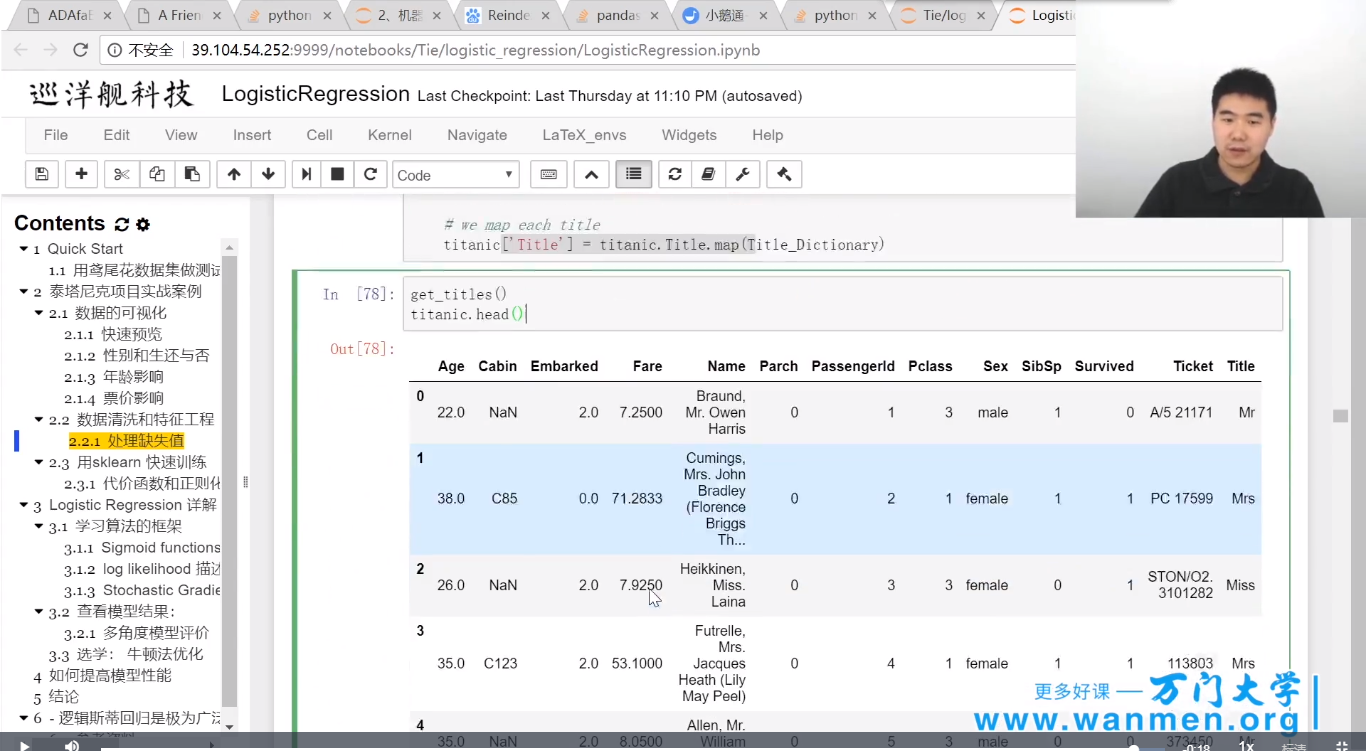 ADAfaE
A Frien
python
2、机器
Reinde
pandas
小鹅通
python
Tie/log
Logisti
不安全
39.104.54.252:9999/notebooks/Tie/logistic_regression/LogisticRegression.ipynb
巡洋舰科技
LogisticRegression Last Checkpoint: Last Thursday at 11:10 PM (autosaved)
File Edit View Insert Cell Kernel Navigate LaTeX_envs Widgets Help
Code
Contents
1 Quick Start
1.1 用鸢尾花数据集做测试
2 泰坦尼克项目实战案例
2.1 数据的可视化
2.1.1 快速预览
2.1.2 性别和生还与否
2.1.3 年龄影响
2.1.4 票价影响
2.2 数据清洗和特征工程
2.2.1 处理缺失值
2.3 用sklearn 快速训练
2.3.1 代价函数和正则化
3 Logistic Regression 详解
3.1 学习算法的框架
3.1.1 Sigmoid functions
3.1.2 log likelihood 描述
3.1.3 Stochastic Gradie
3.2 查看模型结果:
3.2.1 多角度模型评价
3.3 选学: 牛顿法优化
4 如何提高模型性能
5 结论
6 - 逻辑斯蒂回归是极为广泛
# we map each title
titanic['Title'] = titanic.Title.map(Title_Dictionary)
In [78]:
get_titles()
titanic.head()
Out[78]:
Age Cabin Embarked Fare Name Parch PassengerId Pclass Sex SibSp Survived Ticket Title
0 22.0 NaN 2.0 7.2500 Braund, Mr. Owen Harris 0 1 3 male 1 0 A/5 21171 Mr
1 38.0 C85 0.0 71.2833 Cumings, Mrs. John Bradley (Florence Briggs Th... 0 2 1 female 1 1 PC 17599 Mrs
2 26.0 NaN 2.0 7.9250 Heikkinen, Miss. Laina 0 3 3 female 0 1 STON/O2. 3101282 Miss
3 35.0 C123 2.0 53.1000 Futrelle, Mrs. Jacques Heath (Lily May Peel) 0 4 1 female 1 1 113803 Mrs
4 35.0 NaN 2.0 8.0500 Allen, Mr. William 0 5 3 male 0 0 373450 Mr
更多好课 — 万门大学
www.wanmen.org
-0:18 1X 标清